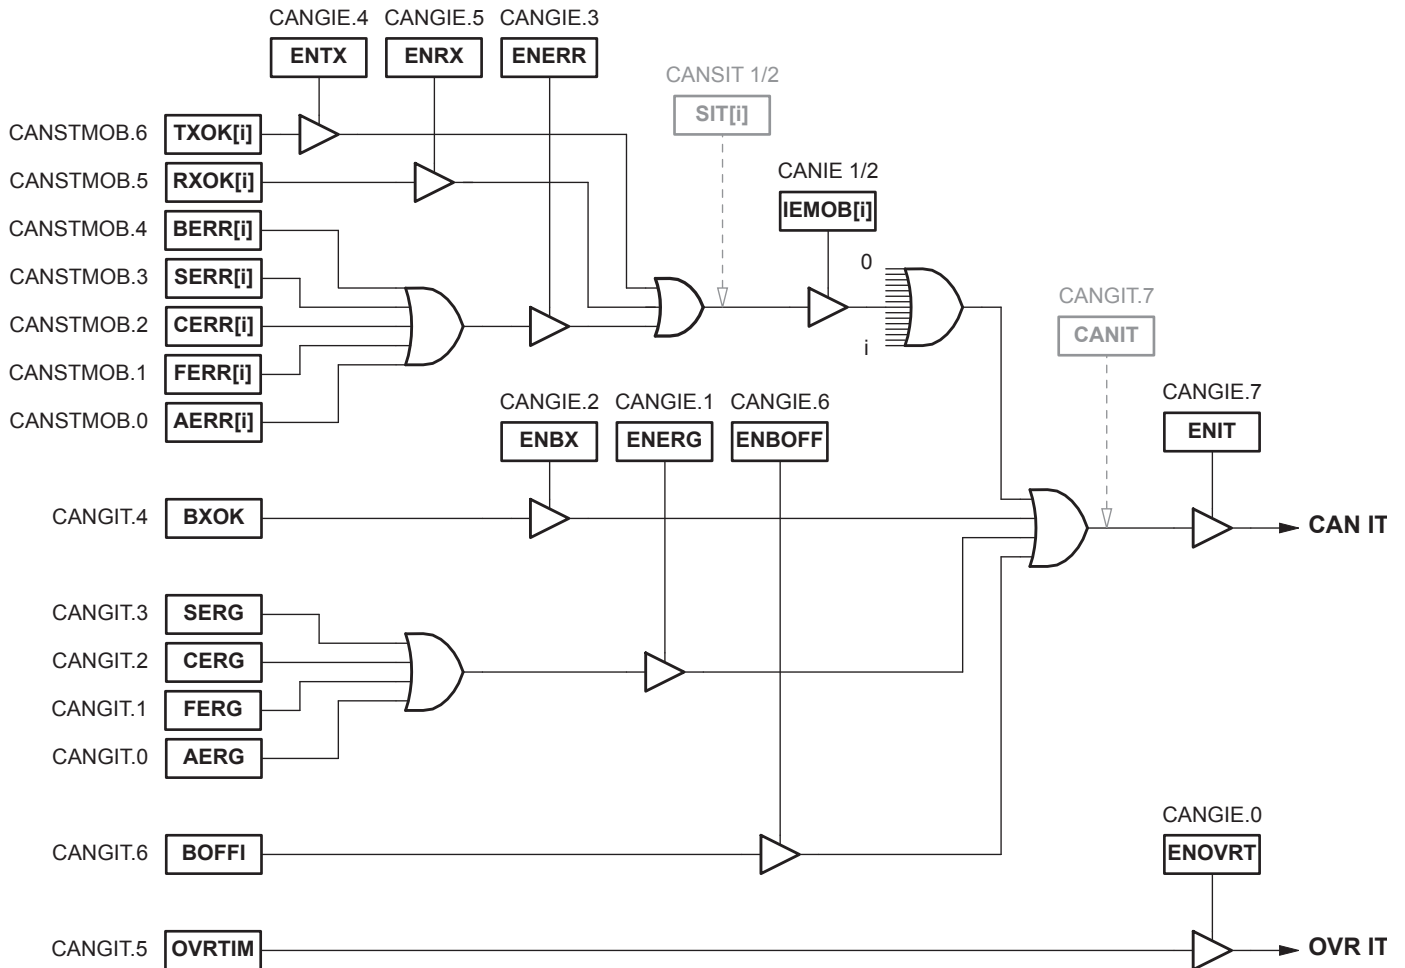 CANGIE.4 CANGIE.5 CANGIE.3
ENTX ENRX ENERR
CANSIT 1/2
SIT[i]
CANSTMOB.6 TXOK[i]
CANIE 1/2
CANSTMOB.5 RXOK[i]
IEMOB[i]
CANSTMOB.4 BERR[i]
0
CANSTMOB.3 SERR[i]
CANGIT.7
CANSTMOB.2 CERR[i]
CANIT
i
CANSTMOB.1 FERR[i]
CANGIE.2 CANGIE.1 CANGIE.6
CANGIE.7
CANSTMOB.0 AERR[i]
ENBX ENERG ENBOFF
ENIT
CANGIT.4 BXOK
CAN IT
CANGIT.3 SERG
CANGIT.2 CERG
CANGIT.1 FERG
CANGIT.0 AERG
CANGIE.0
CANGIT.6 BOFFI
ENOVRT
CANGIT.5 OVRTIM
OVR IT